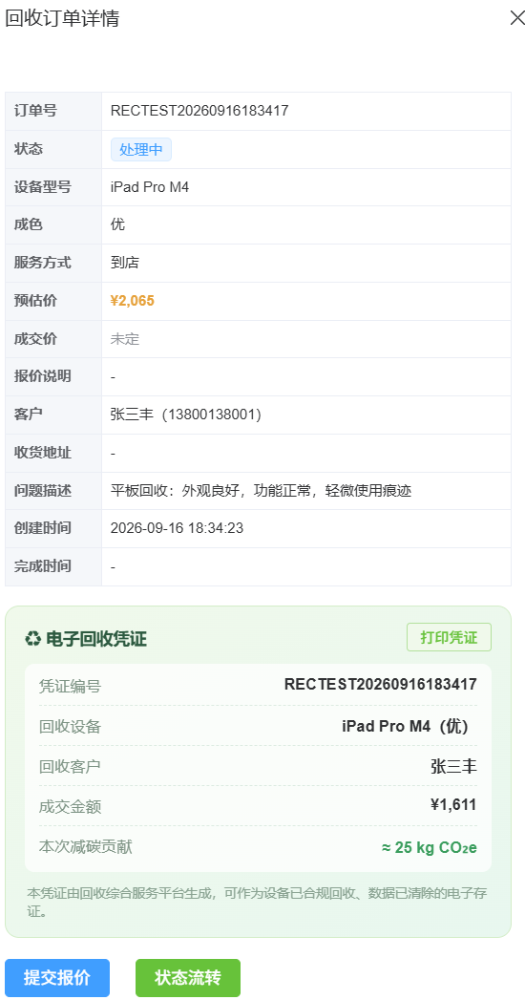 回收订单详情
订单号 RECTEST20260916183417
状态 处理中
设备型号 iPad Pro M4
成色 优
服务方式 到店
预估价 ¥2,065
成交价 未定
报价说明 -
客户 张三丰（13800138001）
收货地址 -
问题描述 平板回收：外观良好，功能正常，轻微使用痕迹
创建时间 2026-09-16 18:34:23
完成时间 -
♻ 电子回收凭证 打印凭证
凭证编号 RECTEST20260916183417
回收设备 iPad Pro M4（优）
回收客户 张三丰
成交金额 ¥1,611
本次减碳贡献 ≈ 25 kg CO₂e
本凭证由回收综合服务平台生成，可作为设备已合规回收、数据已清除的电子存
证。
提交报价 状态流转